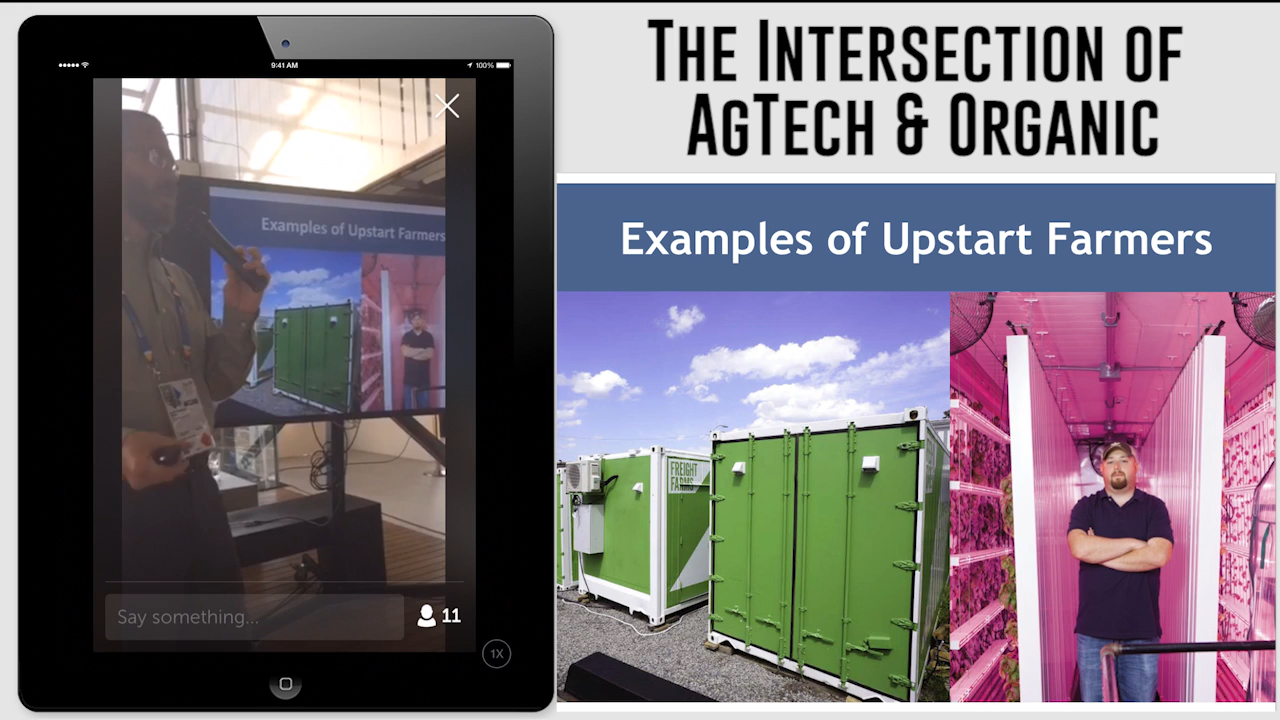 THE INTERSECTION OF
AGTECH & ORGANIC
9:41 AM
100%
Examples of Upstart Farmers
Say something...
11
1X
Examples of Upstart Farmers
FREIGHT
FARMS